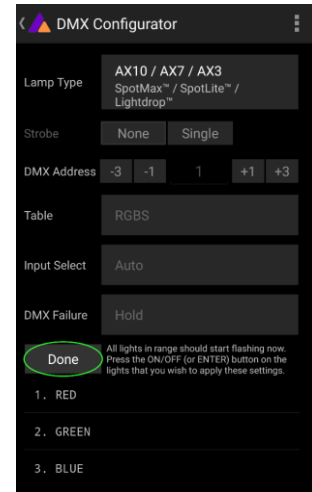 DMX Configurator
Lamp Type
AX10 / AX7 / AX3
SpotMax™ / SpotLite™ /
Lightdrop™
Strobe None Single
DMX Address -3 -1 1 +1 +3
Table RGBS
Input Select Auto
DMX Failure Hold
Done
All lights in range should start flashing now.
Press the ON/OFF (or ENTER) button on the
lights that you wish to apply these settings.
1. RED
2. GREEN
3. BLUE